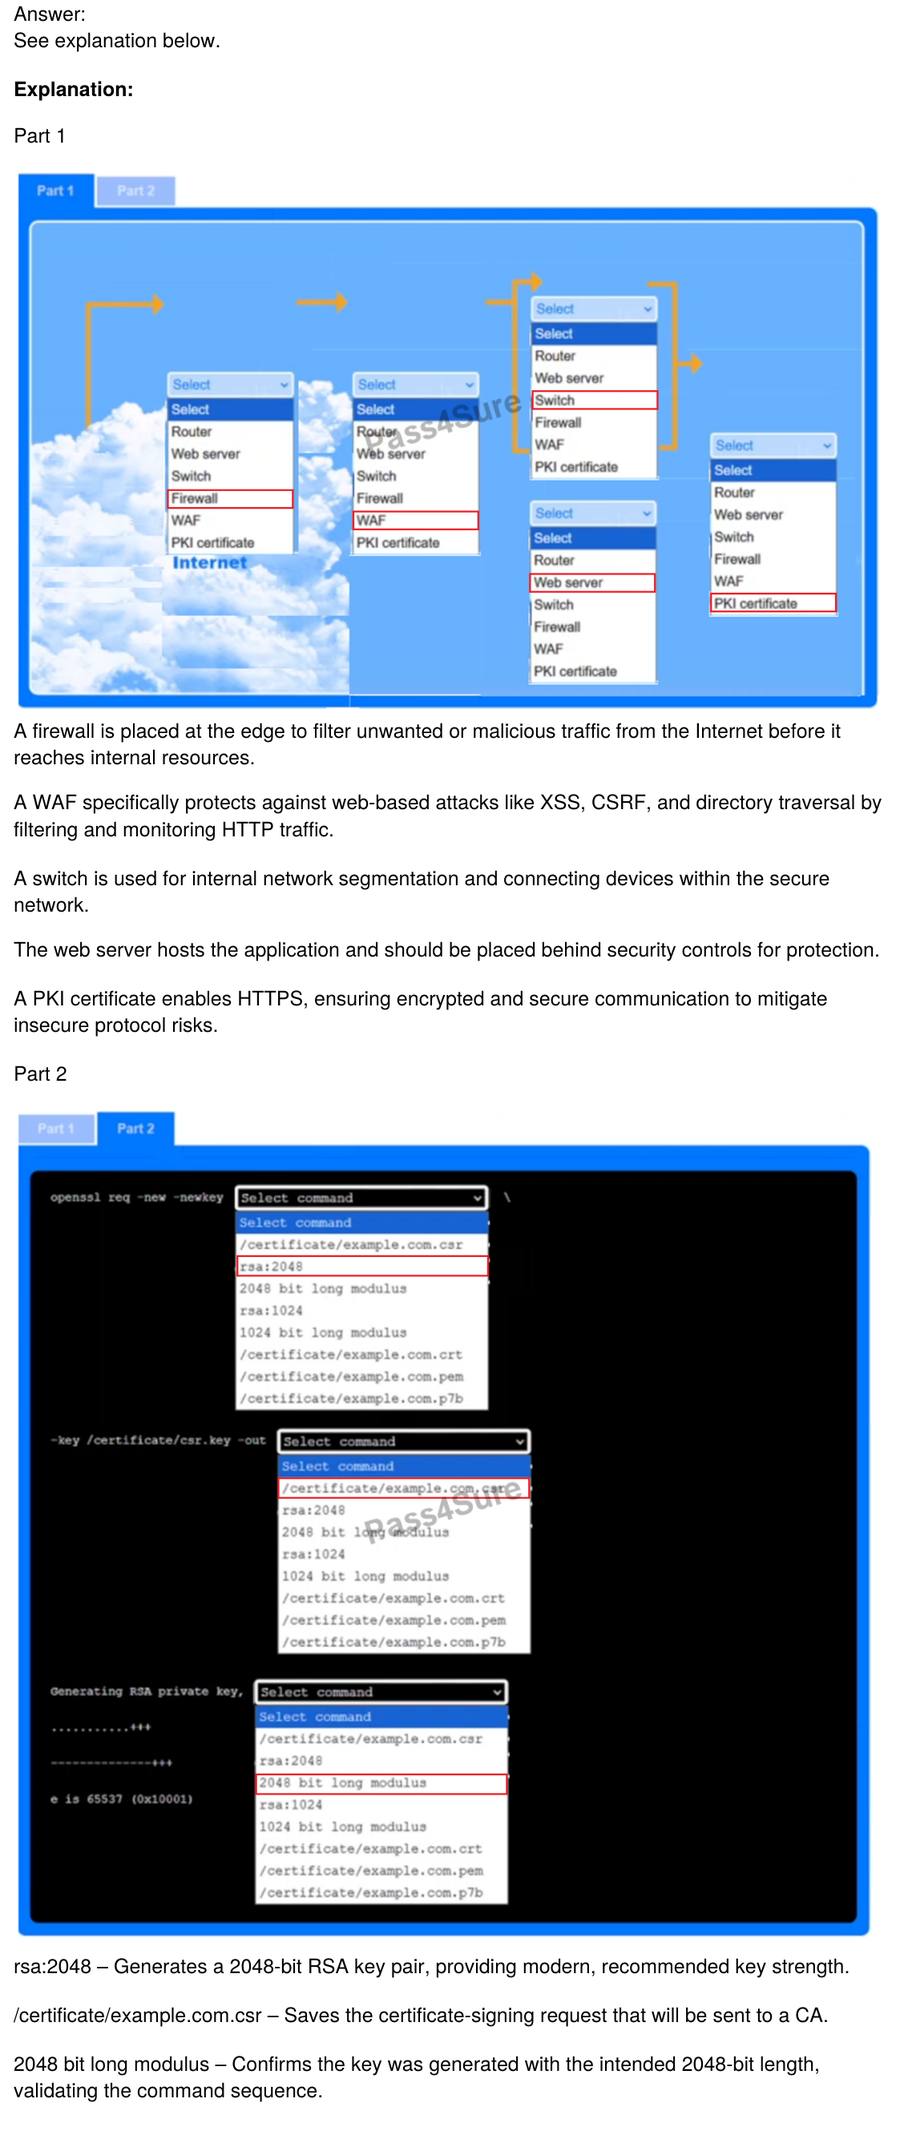 Answer:
See explanation below.
Explanation:
Part 1
Part 1
Part 2
Select
Select
Router
Web server
Switch
Firewall
WAF
PKI certificate
Internet
Select
Select
Router
Web server
Switch
Firewall
WAF
PKI certificate
Pass4Sure
Select
Select
Router
Web server
Switch
Firewall
WAF
PKI certificate
Select
Select
Router
Web server
Switch
Firewall
WAF
PKI certificate
Select
Select
Router
Web server
Switch
Firewall
WAF
PKI certificate
A firewall is placed at the edge to filter unwanted or malicious traffic from the Internet before it
reaches internal resources.
A WAF specifically protects against web-based attacks like XSS, CSRF, and directory traversal by
filtering and monitoring HTTP traffic.
A switch is used for internal network segmentation and connecting devices within the secure
network.
The web server hosts the application and should be placed behind security controls for protection.
A PKI certificate enables HTTPS, ensuring encrypted and secure communication to mitigate
insecure protocol risks.
Part 2
Part 1
Part 2
openssl req -new -newkey Select command \
Select command
/certificate/example.com.csr
rsa:2048
2048 bit long modulus
rsa:1024
1024 bit long modulus
/certificate/example.com.crt
/certificate/example.com.pem
/certificate/example.com.p7b
-key /certificate/csr.key -out Select command
Select command
/certificate/example.com.csr
rsa:2048
2048 bit long modulus
rsa:1024
1024 bit long modulus
/certificate/example.com.crt
/certificate/example.com.pem
/certificate/example.com.p7b
Pass4Sure
Generating RSA private key, Select command
Select command
/certificate/example.com.csr
rsa:2048
2048 bit long modulus
rsa:1024
1024 bit long modulus
/certificate/example.com.crt
/certificate/example.com.pem
/certificate/example.com.p7b
...........+++
---------------+++
e is 65537 (0x10001)
rsa:2048 – Generates a 2048-bit RSA key pair, providing modern, recommended key strength.
/certificate/example.com.csr – Saves the certificate-signing request that will be sent to a CA.
2048 bit long modulus – Confirms the key was generated with the intended 2048-bit length,
validating the command sequence.